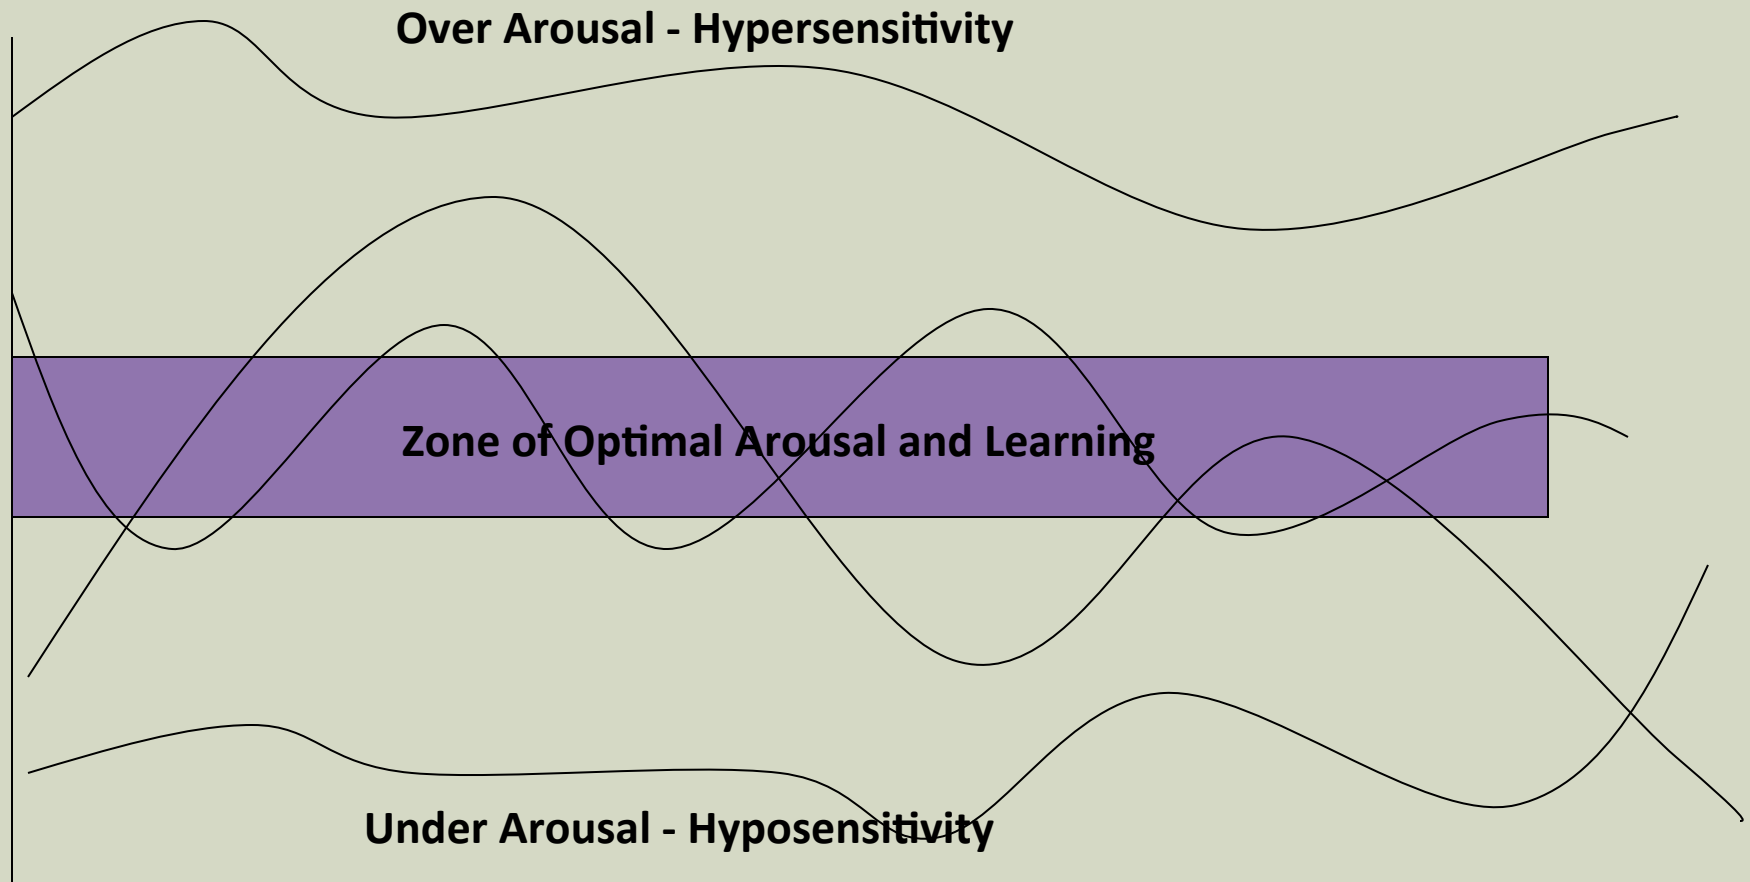 Over Arousal - Hypersensitivity
Zone of Optimal Arousal and Learning
Under Arousal - Hyposensitivity